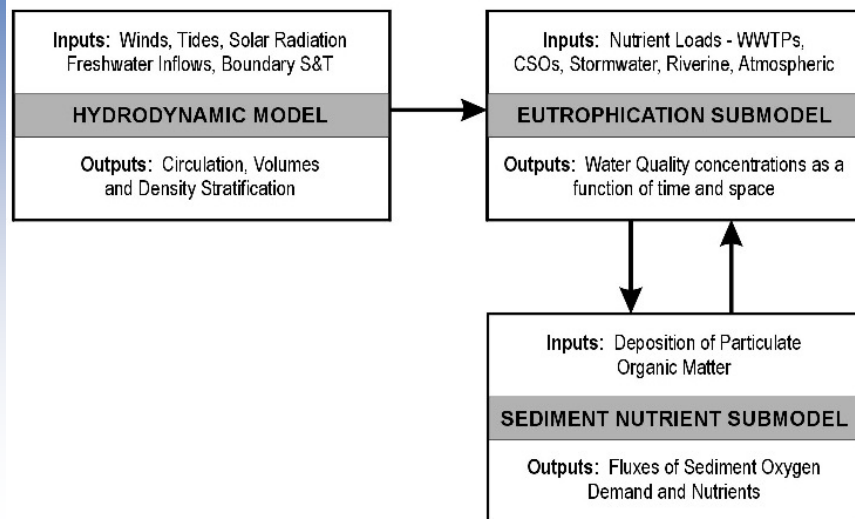 Inputs: Winds, Tides, Solar Radiation
Freshwater Inflows, Boundary S&T
HYDRODYNAMIC MODEL
Outputs: Circulation, Volumes
and Density Stratification
Inputs: Nutrient Loads - WWTPs,
CSOs, Stormwater, Riverine, Atmospheric
EUTROPHICATION SUBMODEL
Outputs: Water Quality concentrations as a
function of time and space
Inputs: Deposition of Particulate
Organic Matter
SEDIMENT NUTRIENT SUBMODEL
Outputs: Fluxes of Sediment Oxygen
Demand and Nutrients